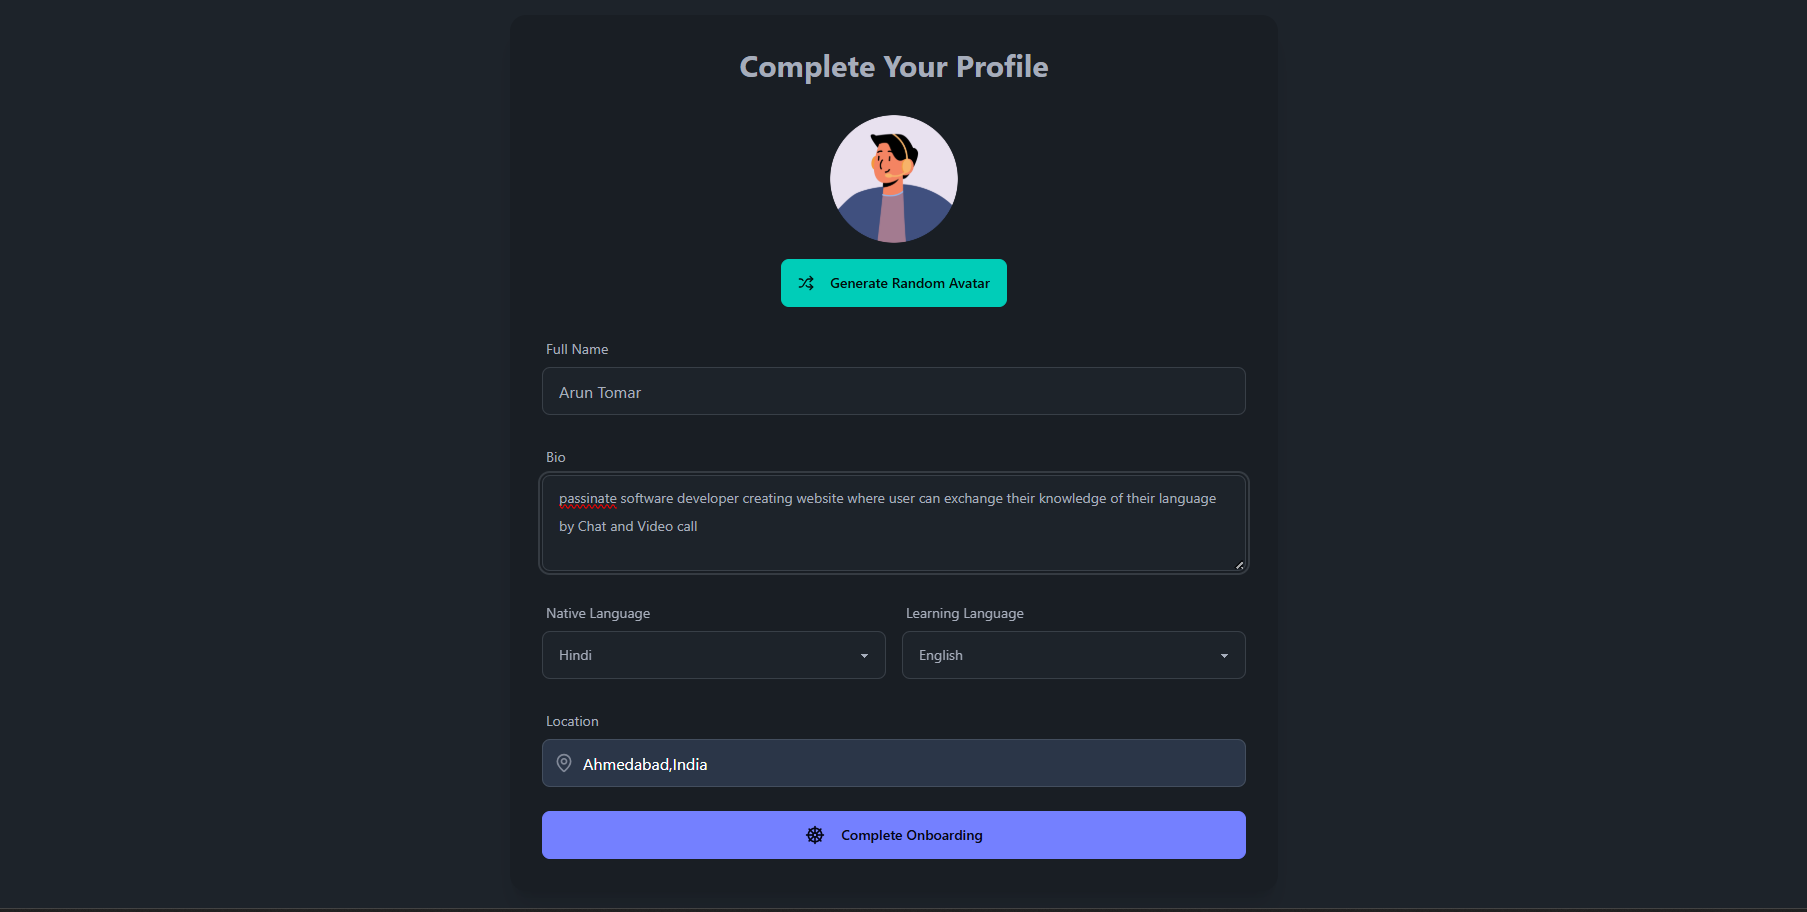 Complete Your Profile
Generate Random Avatar
Full Name
Arun Tomar
Bio
passinate software developer creating website where user can exchange their knowledge of their language
by Chat and Video call
Native Language
Learning Language
Hindi
English
Location
Ahmedabad,India
Complete Onboarding